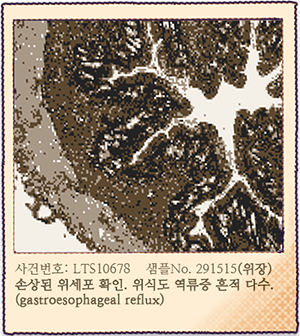 사건번호: LTS10678 샘플No. 291515(위장)
손상된 위세포 확인. 위식도 역류중 흔적 다수.
(gastroesophageal reflux)